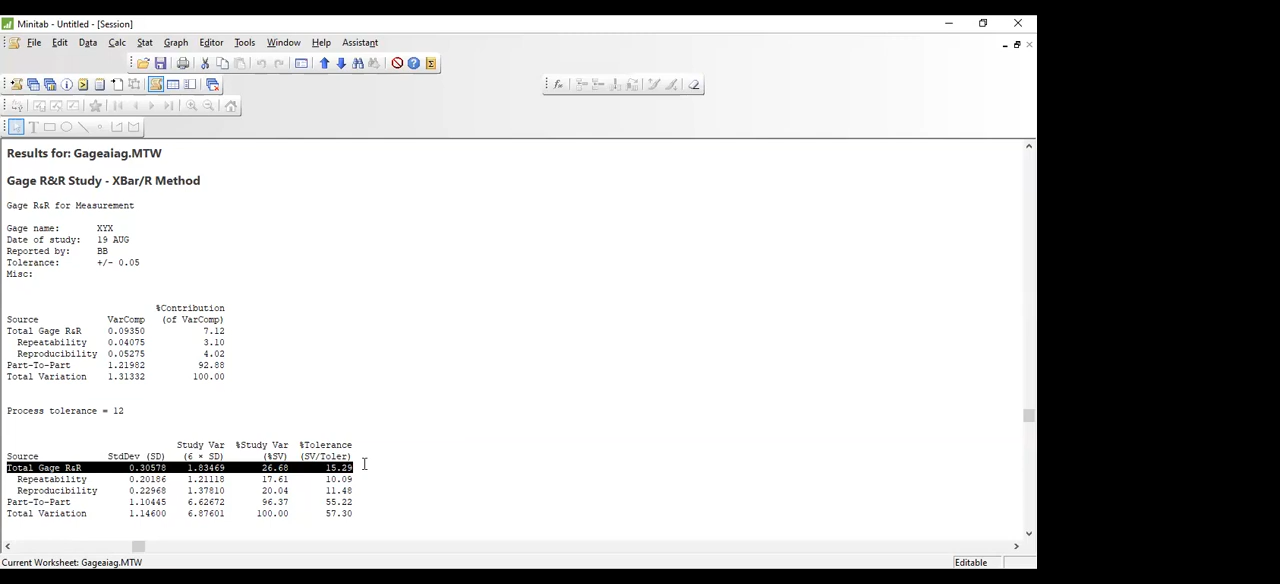 Minitab - Untitled - [Session]
File Edit Data Calc Stat Graph Editor Tools Window Help Assistant
Results for: Gageaiag.MTW
Gage R&R Study - XBar/R Method
Gage R&R for Measurement
Gage name: XYX
Date of study: 19 AUG
Reported by: BB
Tolerance: +/- 0.05
Misc:
%Contribution
Source VarComp (of VarComp)
Total Gage R&R 0.09350 7.12
Repeatability 0.04075 3.10
Reproducibility 0.05275 4.02
Part-To-Part 1.21982 92.88
Total Variation 1.31332 100.00
Process tolerance = 12
Study Var %Study Var %Tolerance
Source StdDev (SD) (6 × SD) (%SV) (SV/Toler)
Total Gage R&R 0.30578 1.83469 26.68 15.29
Repeatability 0.20186 1.21118 17.61 10.09
Reproducibility 0.22968 1.37810 20.04 11.48
Part-To-Part 1.10445 6.62672 96.37 55.22
Total Variation 1.14600 6.87601 100.00 57.30
Current Worksheet: Gageaiag.MTW Editable